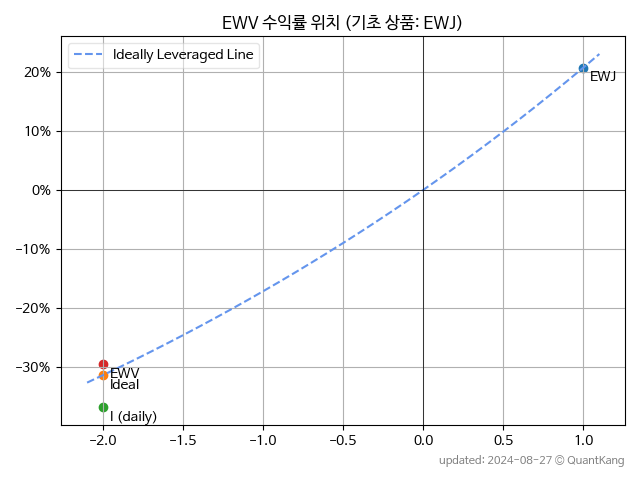 EWV 수익률 위치 (기초 상품: EWJ)
Ideally Leveraged Line
20%
10%
0%
-10%
-20%
-30%
EWJ
EWV
Ideal
I (daily)
-2.0 -1.5 -1.0 -0.5 0.0 0.5 1.0
updated: 2024-08-27 © QuantKang